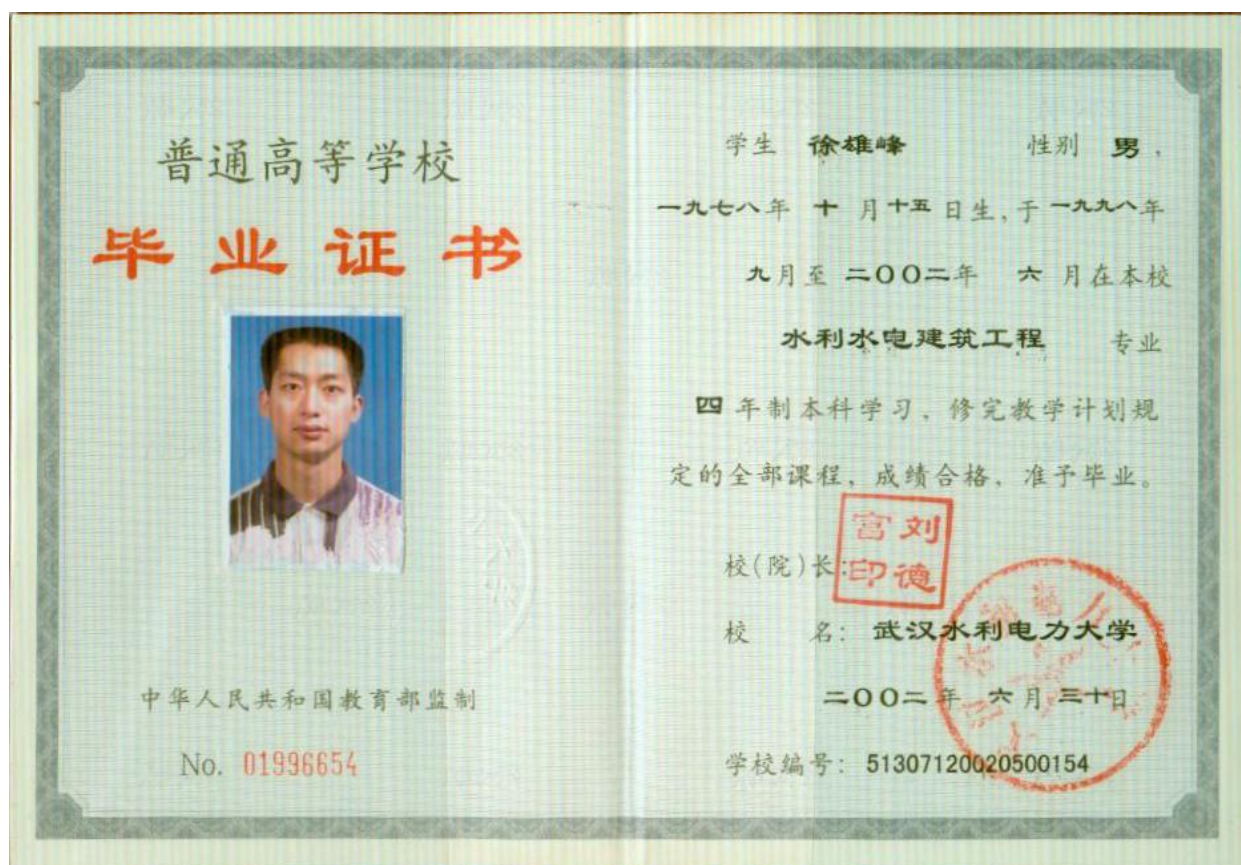 普通高等学校
毕业证书
中华人民共和国教育部监制
No. 01996654
学生 徐雄峰 性别 男，
一九七八年 十 月十五日生，于一九九八年
九月至 二〇〇二年 六 月在本校
水利水电建筑工程 专业
四 年制本科学习，修完教学计划规
定的全部课程，成绩合格，准予毕业。
校(院)长：
刘德富印
校 名：武汉水利电力大学
二〇〇二年 六月三十日
学校编号：51307120020500154